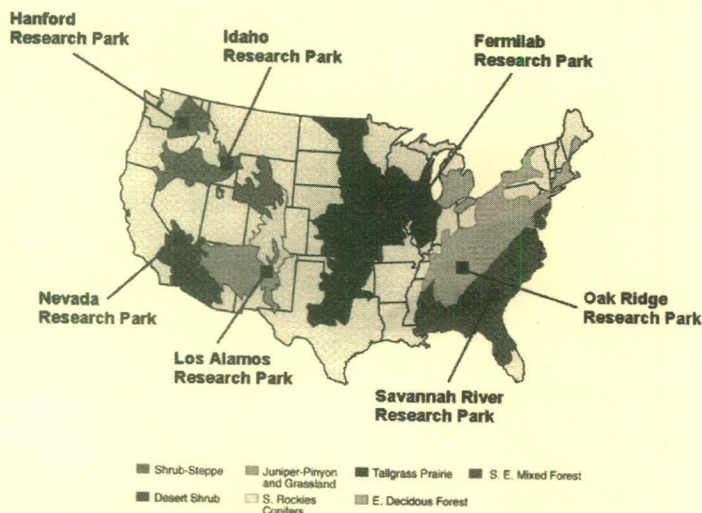 Hanford
Research Park
Idaho
Research Park
Fermilab
Research Park
Nevada
Research Park
Los Alamos
Research Park
Oak Ridge
Research Park
Savannah River
Research Park
Shrub-Steppe
Juniper-Pinyon
and Grassland
Tallgrass Prairie
S. E. Mixed Forest
Desert Shrub
S. Rockies
Conifers
E. Decidous Forest